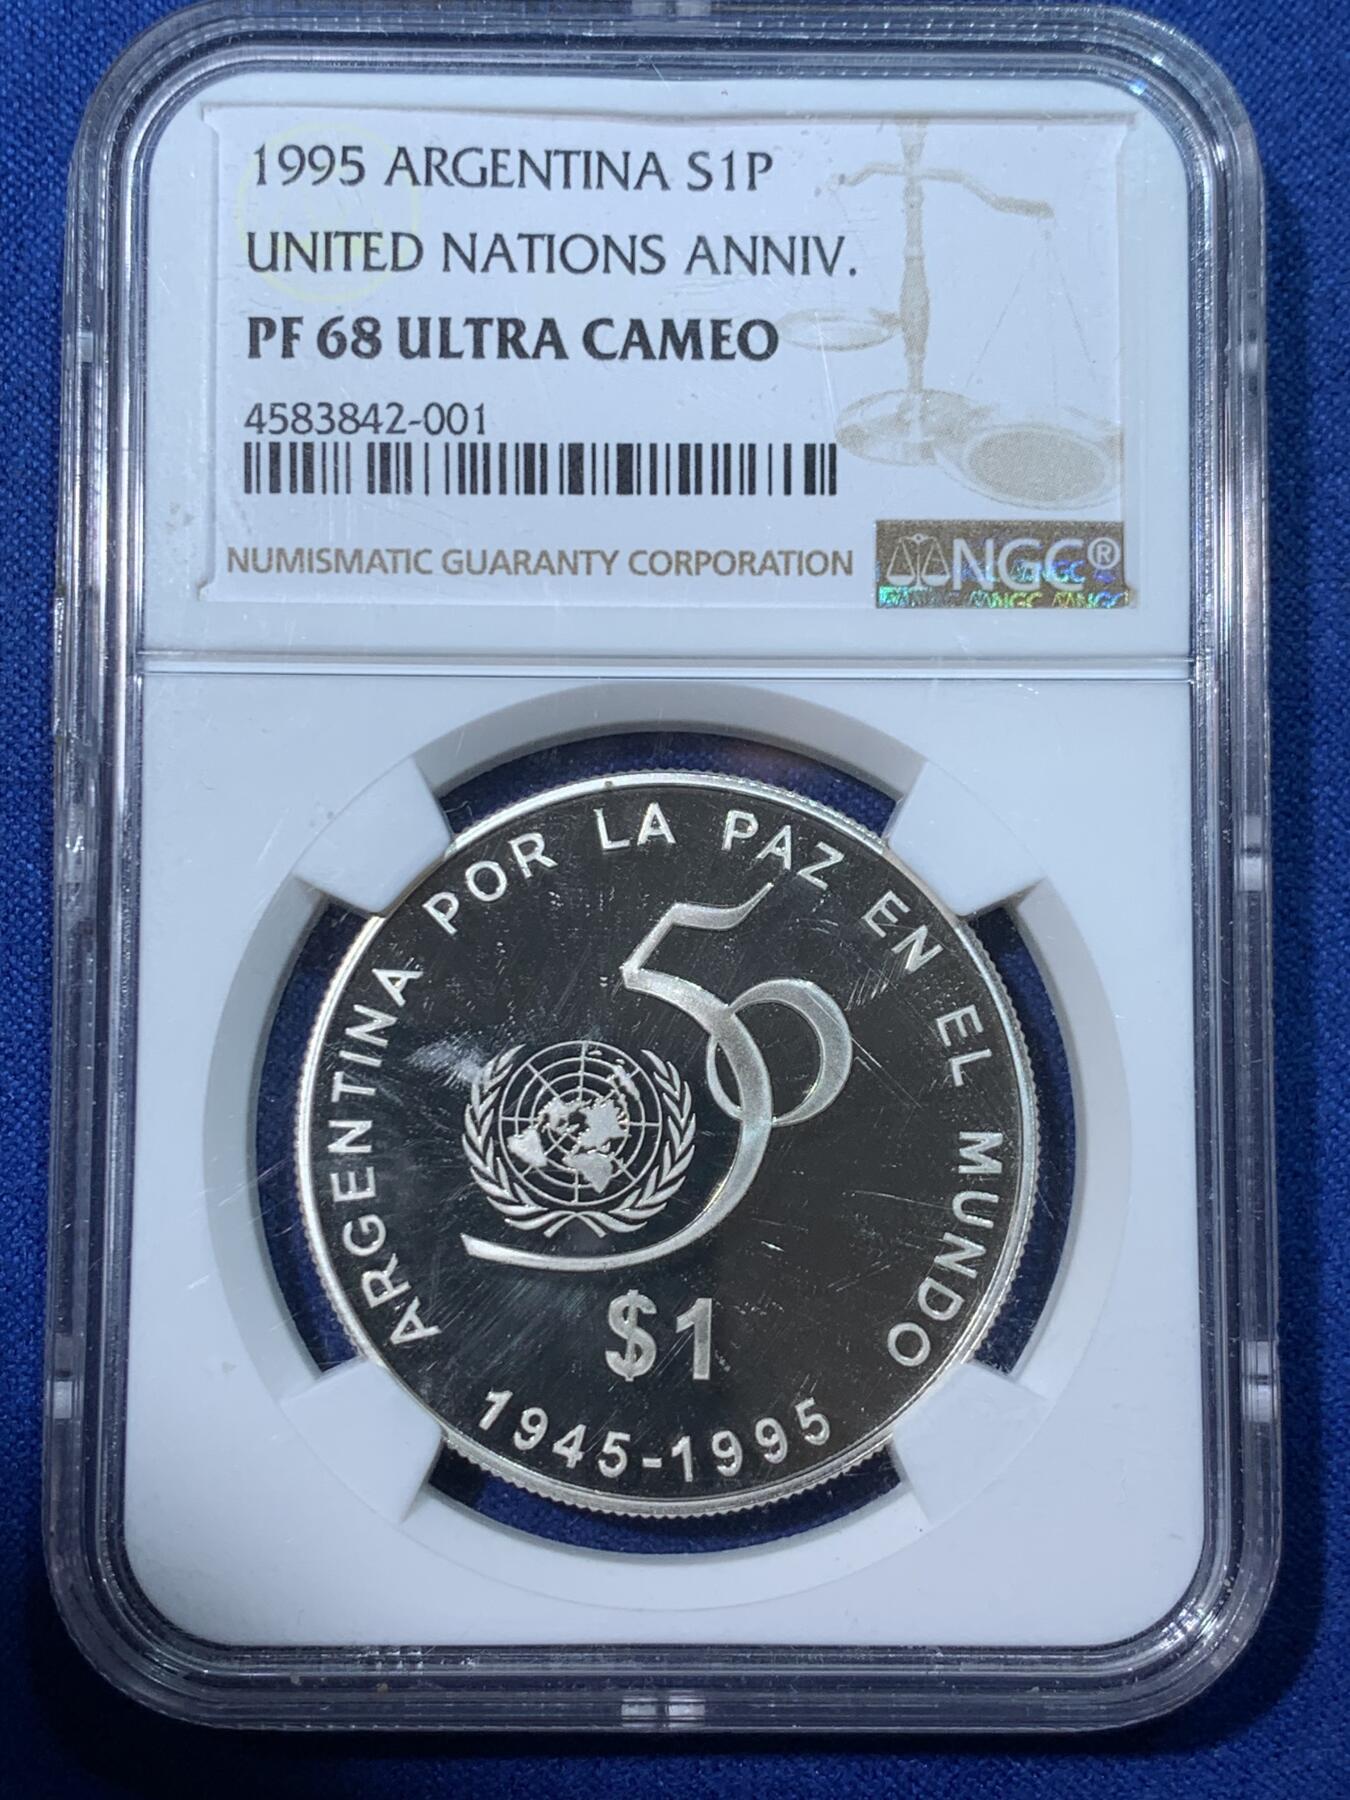 1995 ARGENTINA S1P
UNITED NATIONS ANNIV.
PF 68 ULTRA CAMEO
4583842-001
NUMISMATIC GUARANTY CORPORATION
NGC®
ARGENTINA POR LA PAZ EN EL MUNDO
50
$1
1945-1995